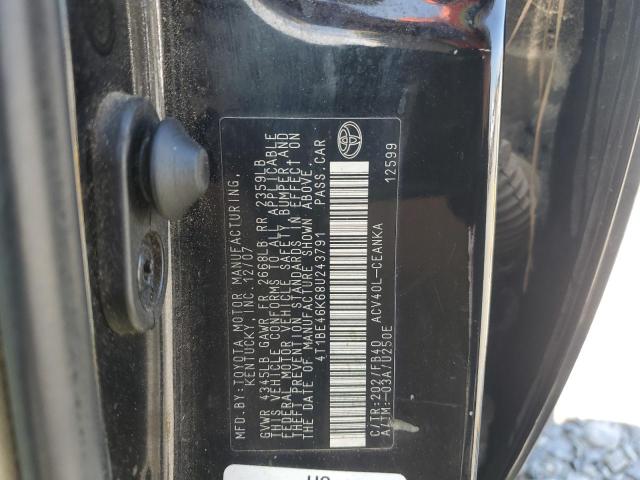 MFD.BY:TOYOTA MOTOR MANUFACTURING,
KENTUCKY, INC. 12/07
GVWR 4345LB GAWR FR 2668LB RR 2359LB
THIS VEHICLE CONFORMS TO ALL APPLICABLE
FEDERAL MOTOR VEHICLE SAFETY, BUMPER, AND
THEFT PREVENTION STANDARDS IN EFFECT ON
THE DATE OF MANUFACTURE SHOWN ABOVE.
4T1BE46K68U243791 PASS.CAR
C/TR:202/FB40 ACV40L-CEANKA
A/TM:-03A/U250E 12599